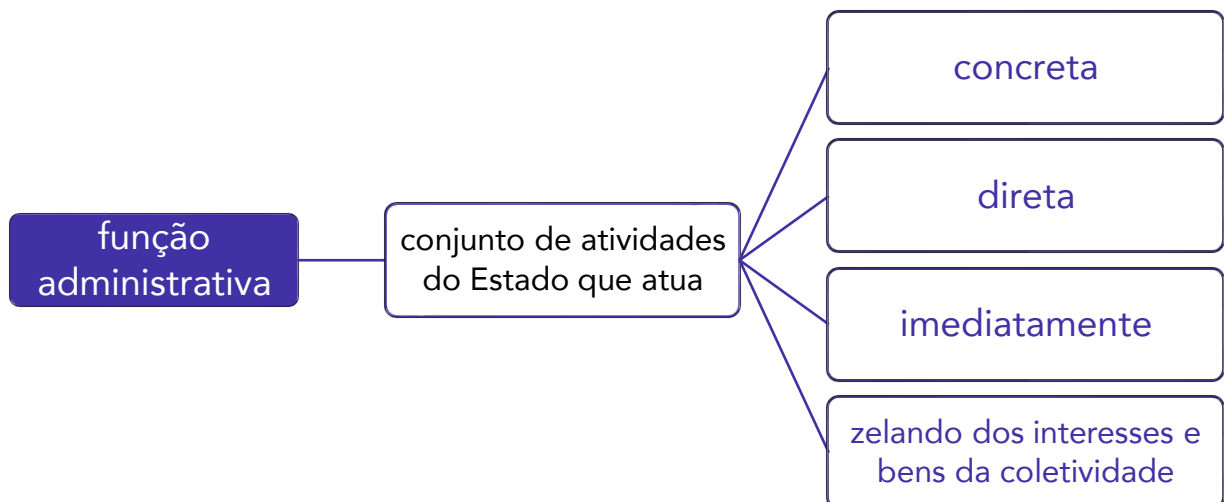 função
administrativa
conjunto de atividades
do Estado que atua
concreta
direta
imediatamente
zelando dos interesses e
bens da coletividade